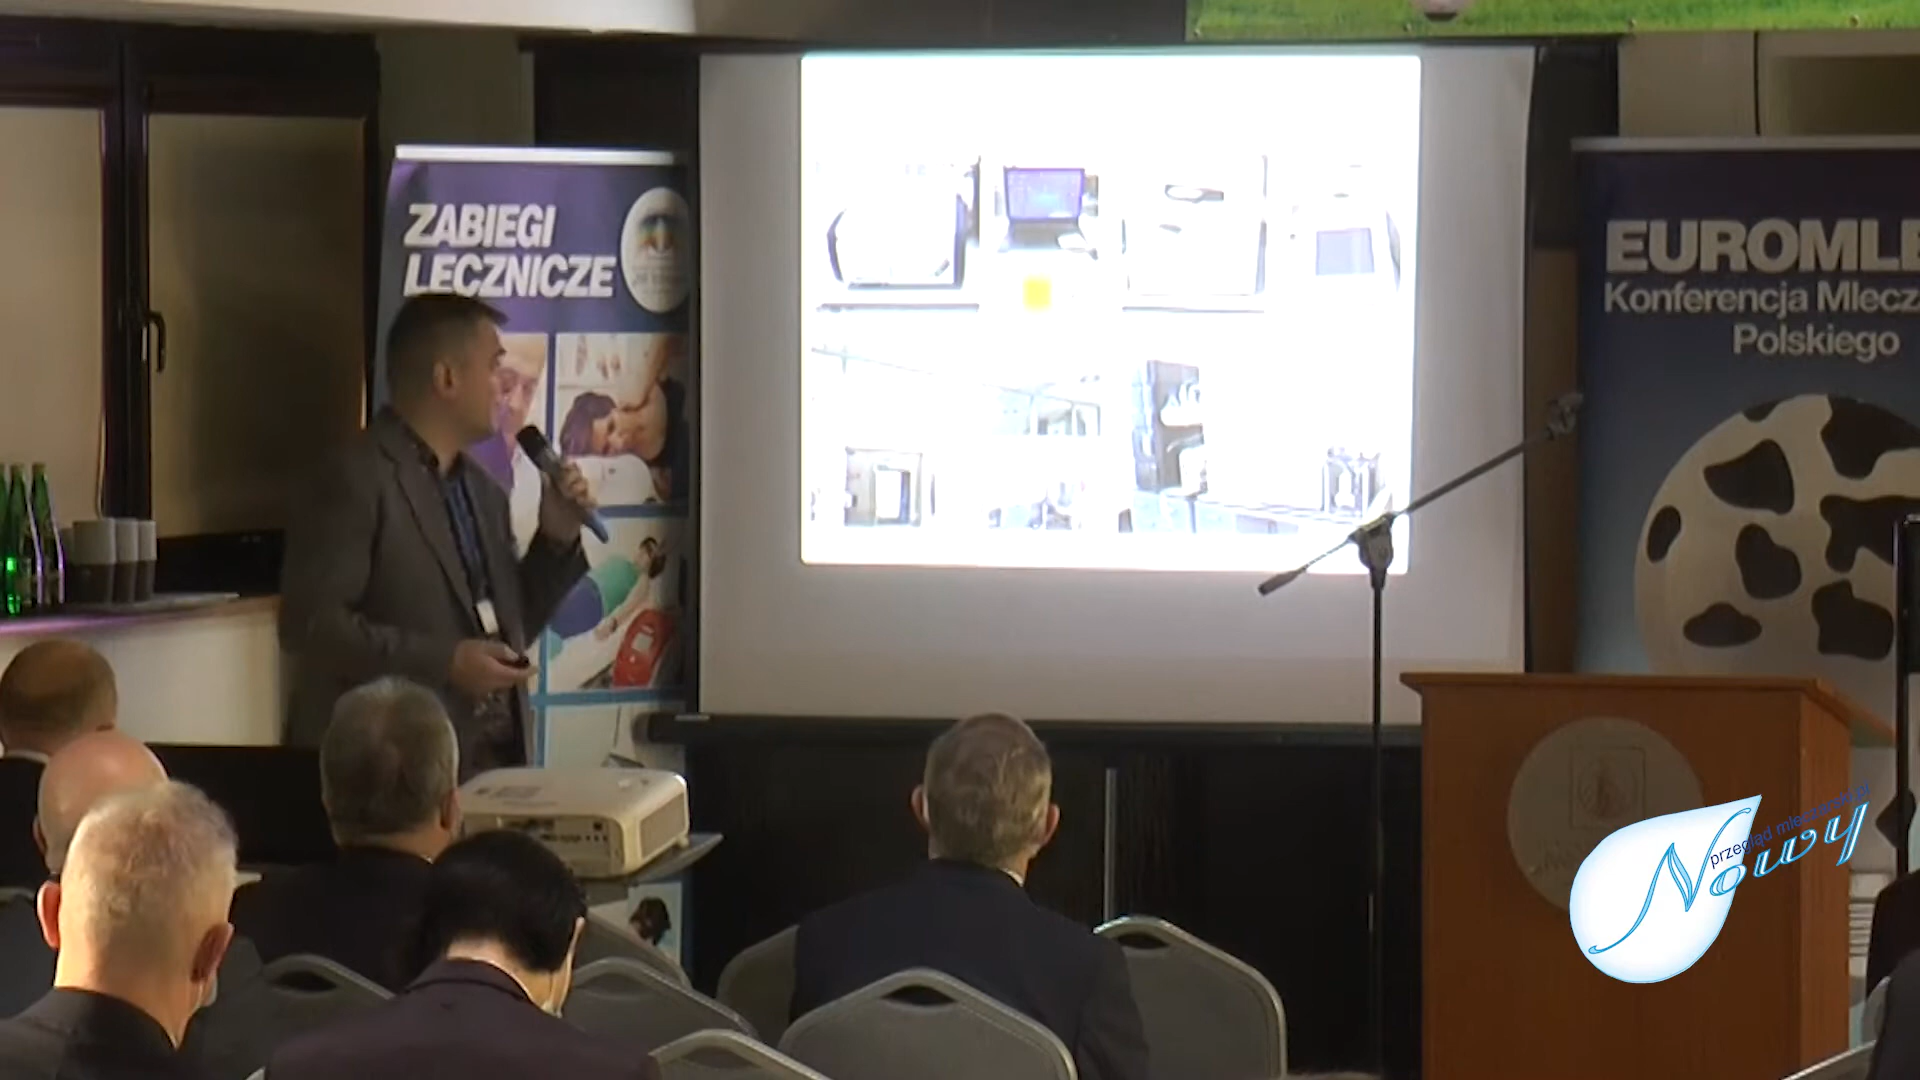 ZABIEGI
LECZNICZE
EUROMLE
Konferencja Mlecz
Polskiego
przegląd mleczarski.pl
Nowy